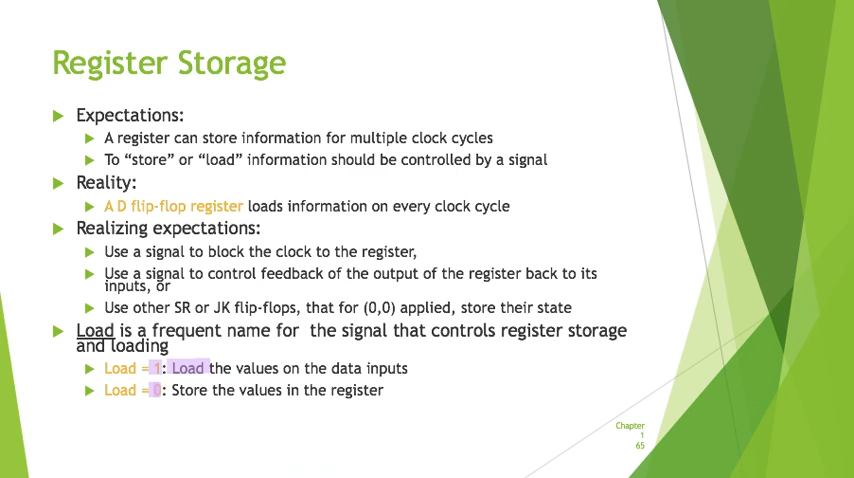 Register Storage
Expectations:
A register can store information for multiple clock cycles
To “store” or “load” information should be controlled by a signal
Reality:
A D flip-flop register loads information on every clock cycle
Realizing expectations:
Use a signal to block the clock to the register,
Use a signal to control feedback of the output of the register back to its
inputs, or
Use other SR or JK flip-flops, that for (0,0) applied, store their state
Load is a frequent name for the signal that controls register storage
and loading
Load = 1: Load the values on the data inputs
Load = 0: Store the values in the register
Chapter
1
65